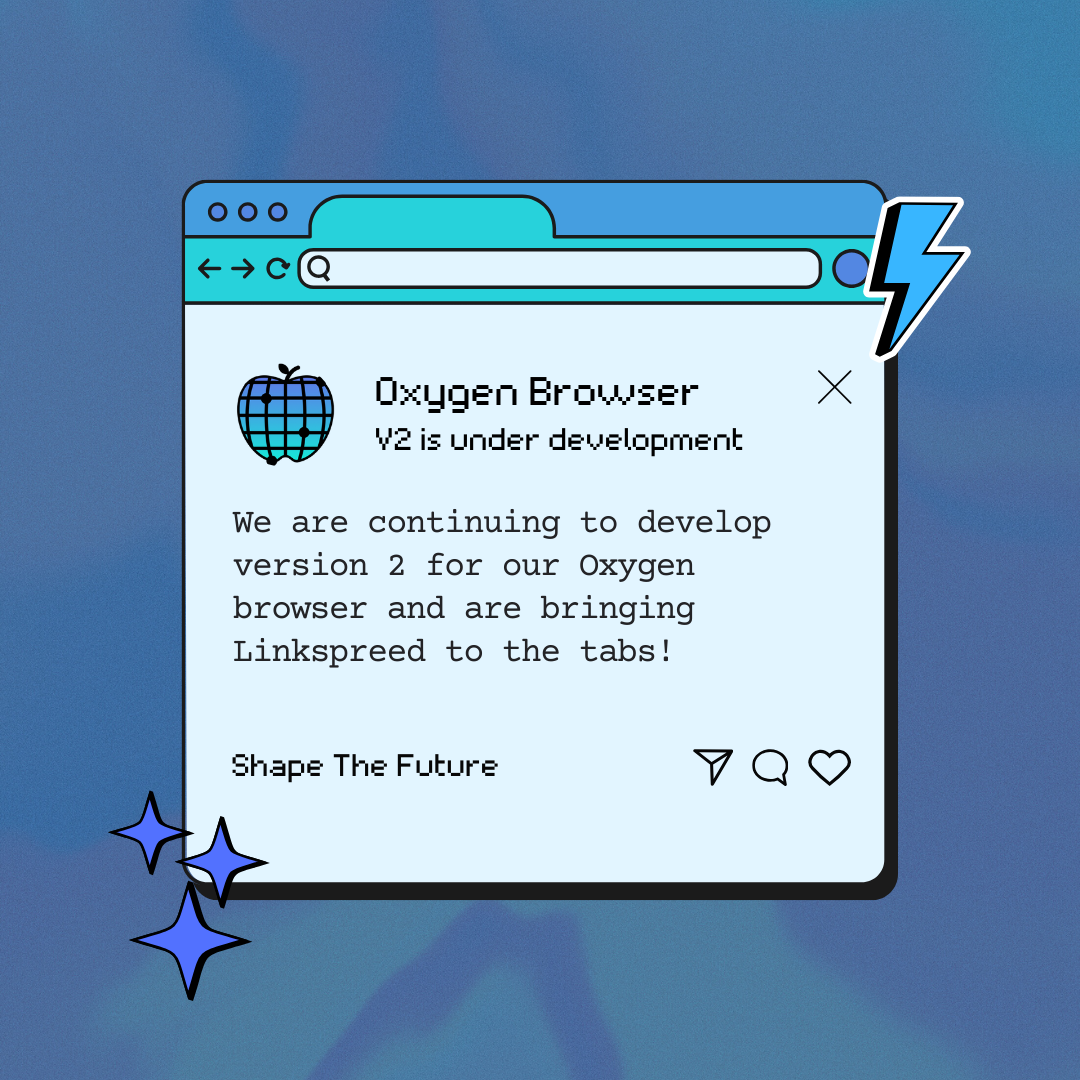 Oxygen Browser
V2 is under development
We are continuing to develop
version 2 for our Oxygen
browser and are bringing
Linkspreed to the tabs!
Shape The Future